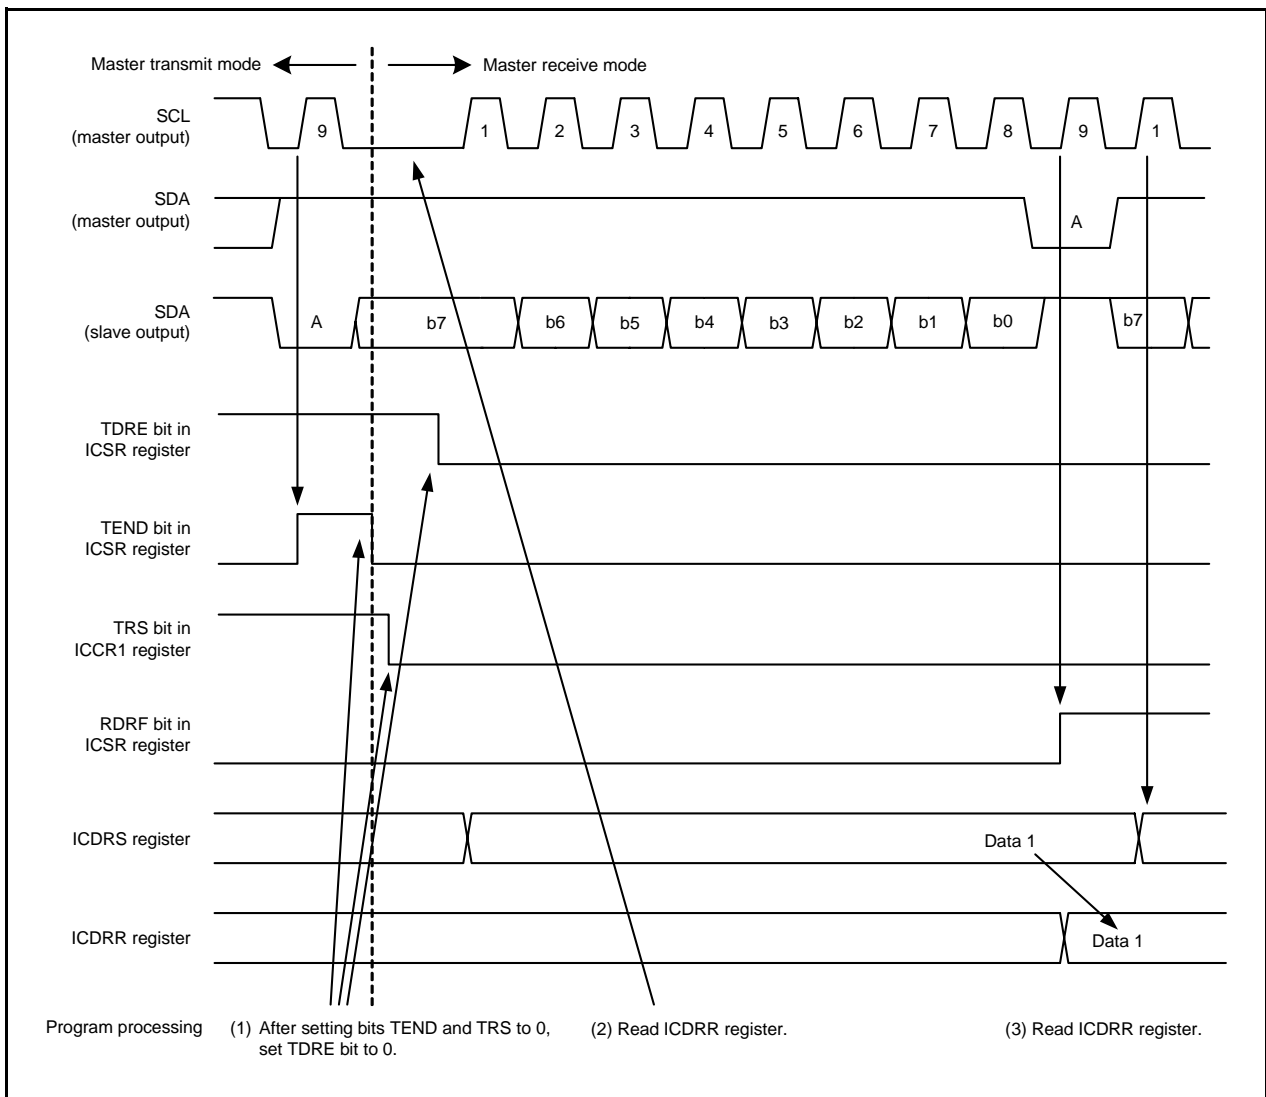 Master transmit mode
Master receive mode
SCL
(master output)
9 1 2 3 4 5 6 7 8 9 1
SDA
(master output)
A
SDA
(slave output)
A b7 b6 b5 b4 b3 b2 b1 b0 b7
TDRE bit in
ICSR register
TEND bit in
ICSR register
TRS bit in
ICCR1 register
RDRF bit in
ICSR register
ICDRS register
Data 1
ICDRR register
Data 1
Program processing
(1) After setting bits TEND and TRS to 0,
set TDRE bit to 0.
(2) Read ICDRR register.
(3) Read ICDRR register.